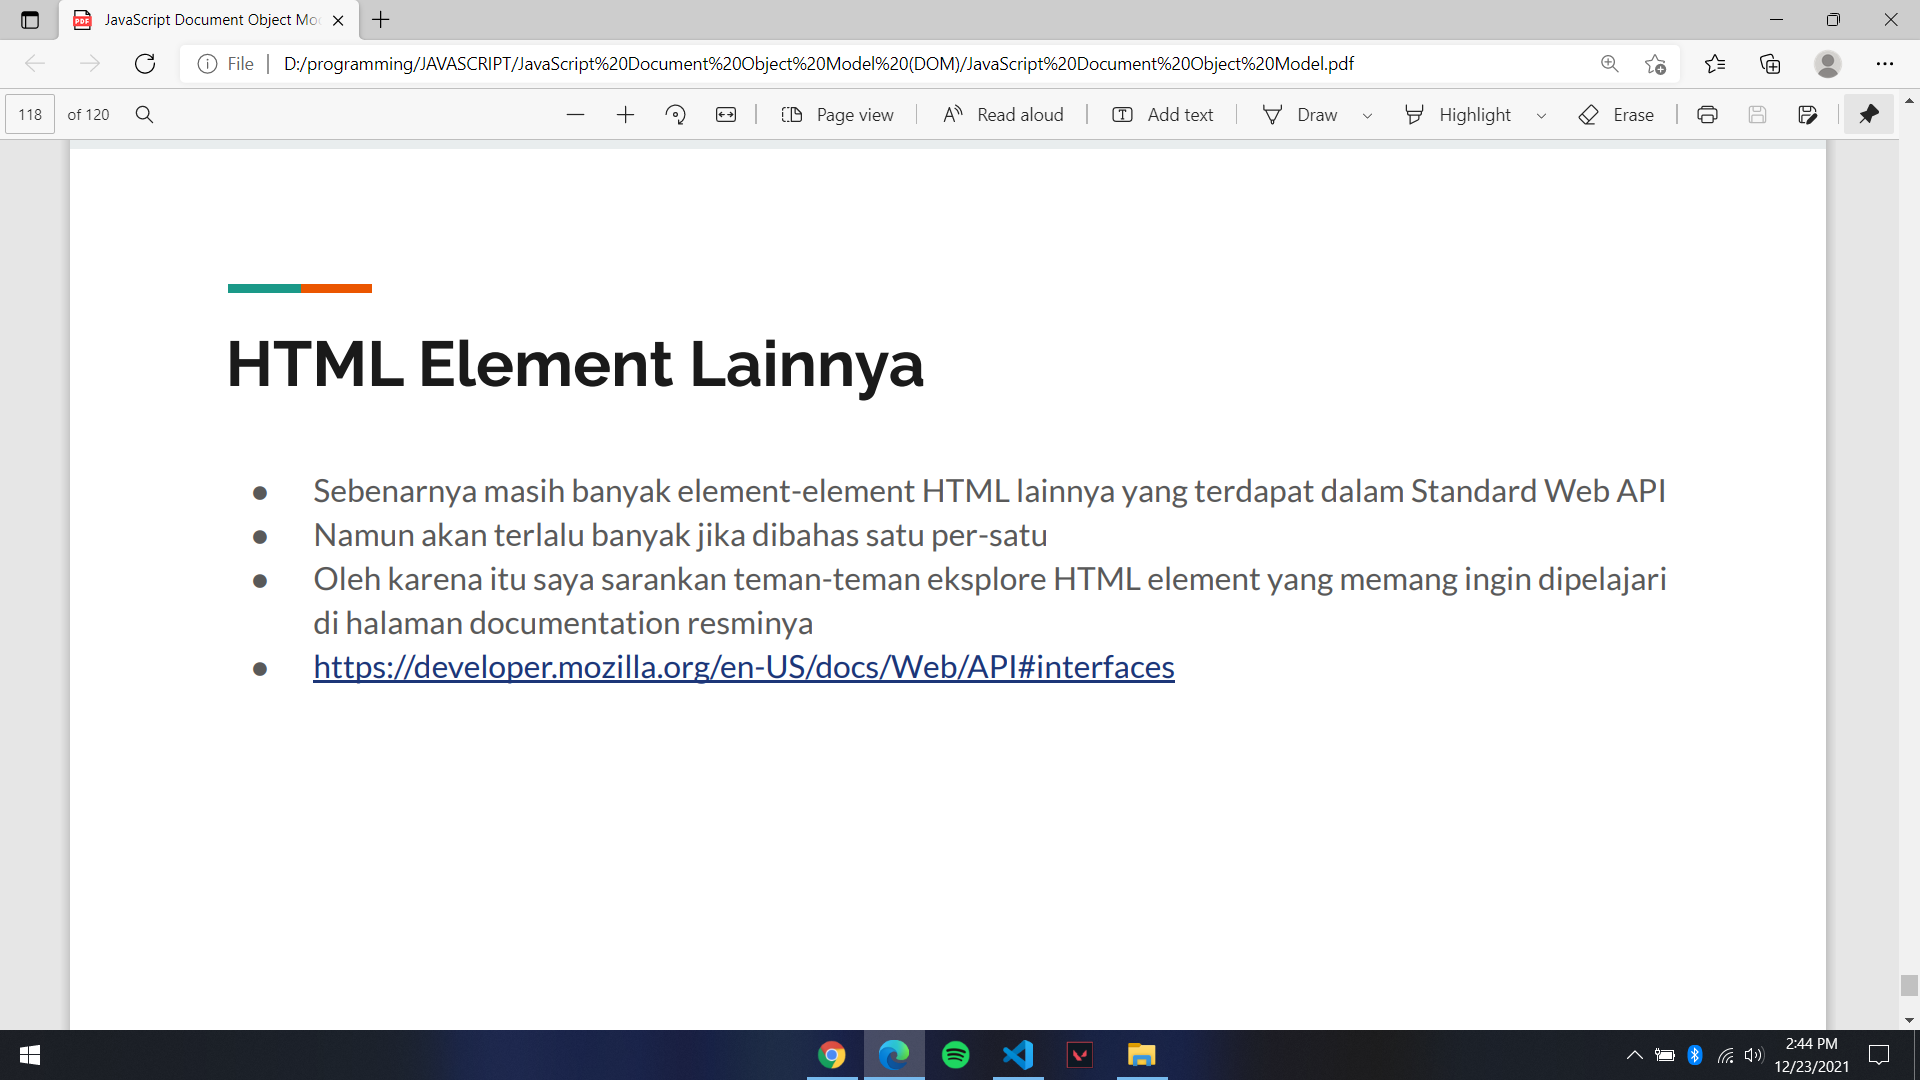 JavaScript Document Object Mo
File
D:/programming/JAVASCRIPT/JavaScript%20Document%20Object%20Model%20(DOM)/JavaScript%20Document%20Object%20Model.pdf
118 of 120
Page view
Read aloud
Add text
Draw
Highlight
Erase
HTML Element Lainnya
● Sebenarnya masih banyak element-element HTML lainnya yang terdapat dalam Standard Web API
● Namun akan terlalu banyak jika dibahas satu per-satu
● Oleh karena itu saya sarankan teman-teman eksplore HTML element yang memang ingin dipelajari
di halaman documentation resminya
● https://developer.mozilla.org/en-US/docs/Web/API#interfaces
2:44 PM
12/23/2021